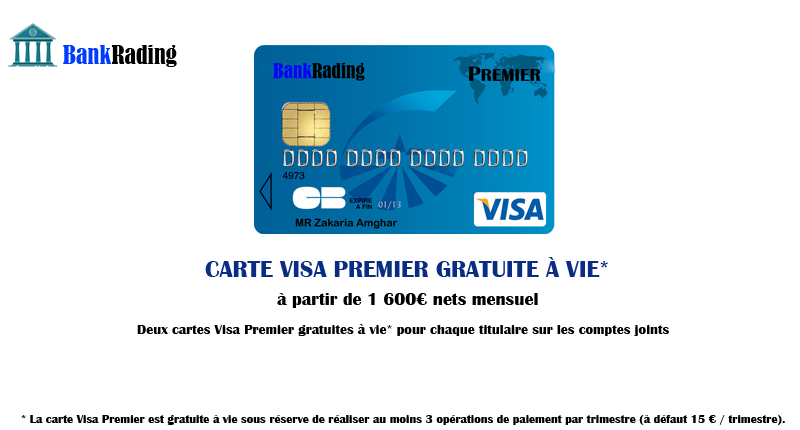 BankRading
BankRading
PREMIER
0000 0000 0000 0000
4973
CB
EXPIRE
A FIN 01/13
MR Zakaria Amghar
VISA
CARTE VISA PREMIER GRATUITE À VIE*
à partir de 1 600€ nets mensuel
Deux cartes Visa Premier gratuites à vie* pour chaque titulaire sur les comptes joints
* La carte Visa Premier est gratuite à vie sous réserve de réaliser au moins 3 opérations de paiement par trimestre (à défaut 15 € / trimestre).